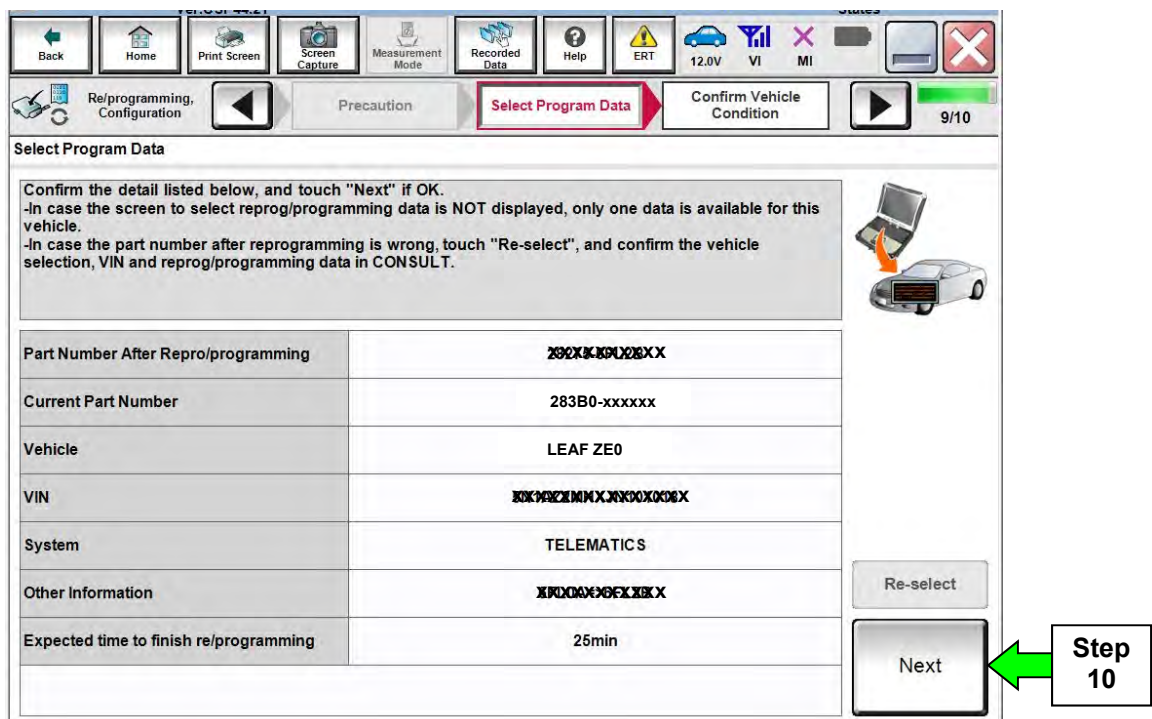 Back
Home
Print Screen
Screen
Capture
Measurement
Mode
Recorded
Data
Help
ERT
12.0V
VI
MI
Re/programming,
Configuration
Precaution
Select Program Data
Confirm Vehicle
Condition
9/10
Select Program Data
Confirm the detail listed below, and touch "Next" if OK.
-In case the screen to select reprog/programming data is NOT displayed, only one data is available for this
vehicle.
-In case the part number after reprogramming is wrong, touch "Re-select", and confirm the vehicle
selection, VIN and reprog/programming data in CONSULT.
Part Number After Repro/programming
Current Part Number
283B0-xxxxxx
Vehicle
LEAF ZE0
VIN
System
TELEMATICS
Other Information
Expected time to finish re/programming
25min
Re-select
Next
Step
10